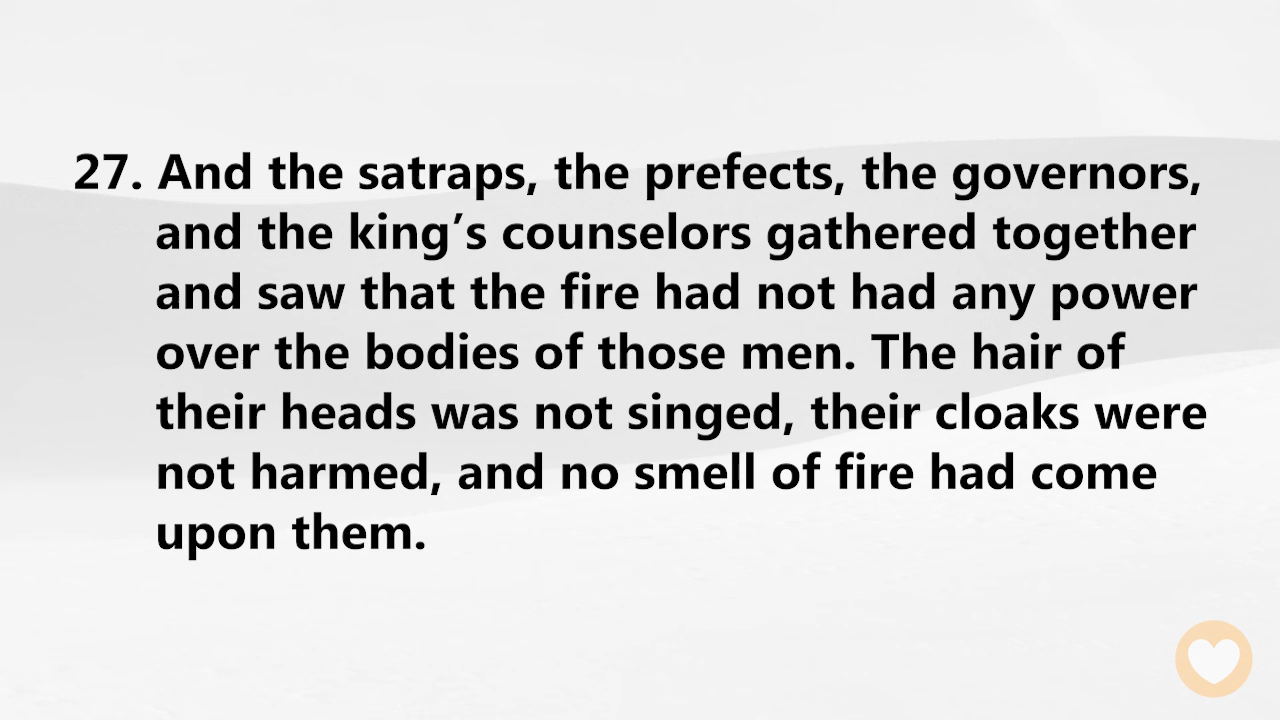 27. And the satraps, the prefects, the governors,
and the king’s counselors gathered together
and saw that the fire had not had any power
over the bodies of those men. The hair of
their heads was not singed, their cloaks were
not harmed, and no smell of fire had come
upon them.